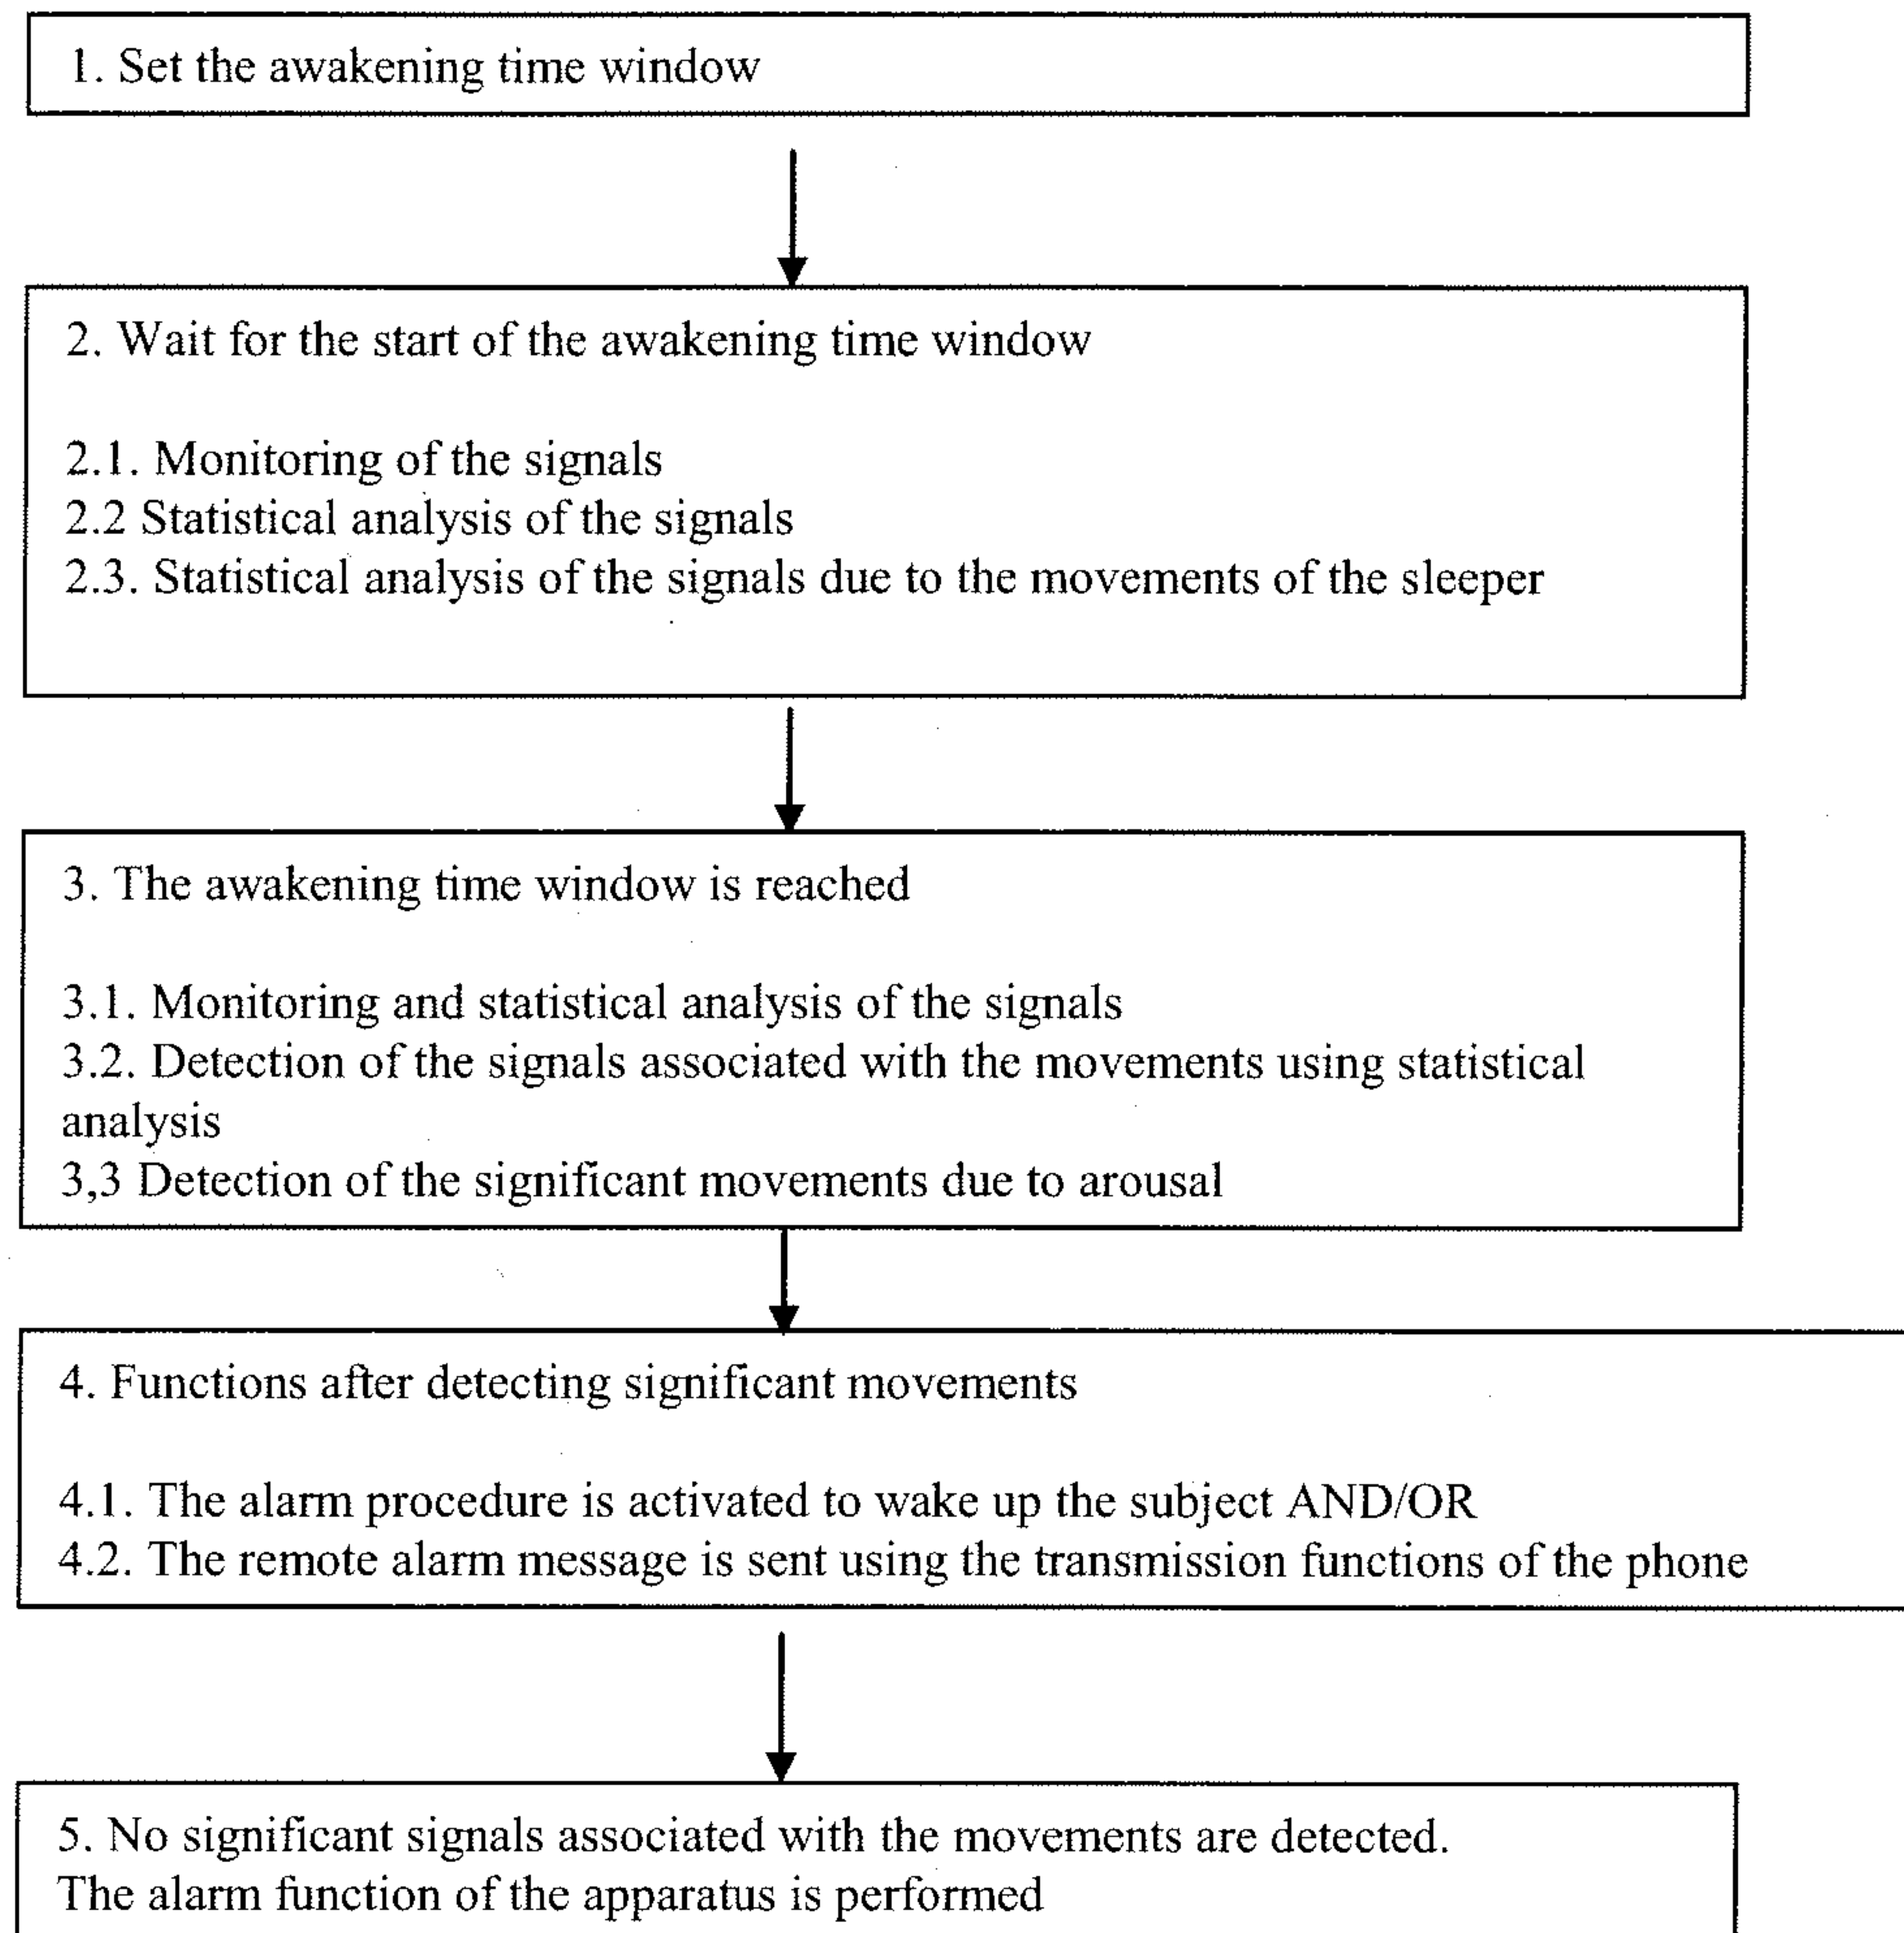 1. Set the awakening time window
2. Wait for the start of the awakening time window
2.1. Monitoring of the signals
2.2 Statistical analysis of the signals
2.3. Statistical analysis of the signals due to the movements of the sleeper
3. The awakening time window is reached
3.1. Monitoring and statistical analysis of the signals
3.2. Detection of the signals associated with the movements using statistical
analysis
3,3 Detection of the significant movements due to arousal
4. Functions after detecting significant movements
4.1. The alarm procedure is activated to wake up the subject AND/OR
4.2. The remote alarm message is sent using the transmission functions of the phone
5. No significant signals associated with the movements are detected.
The alarm function of the apparatus is performed